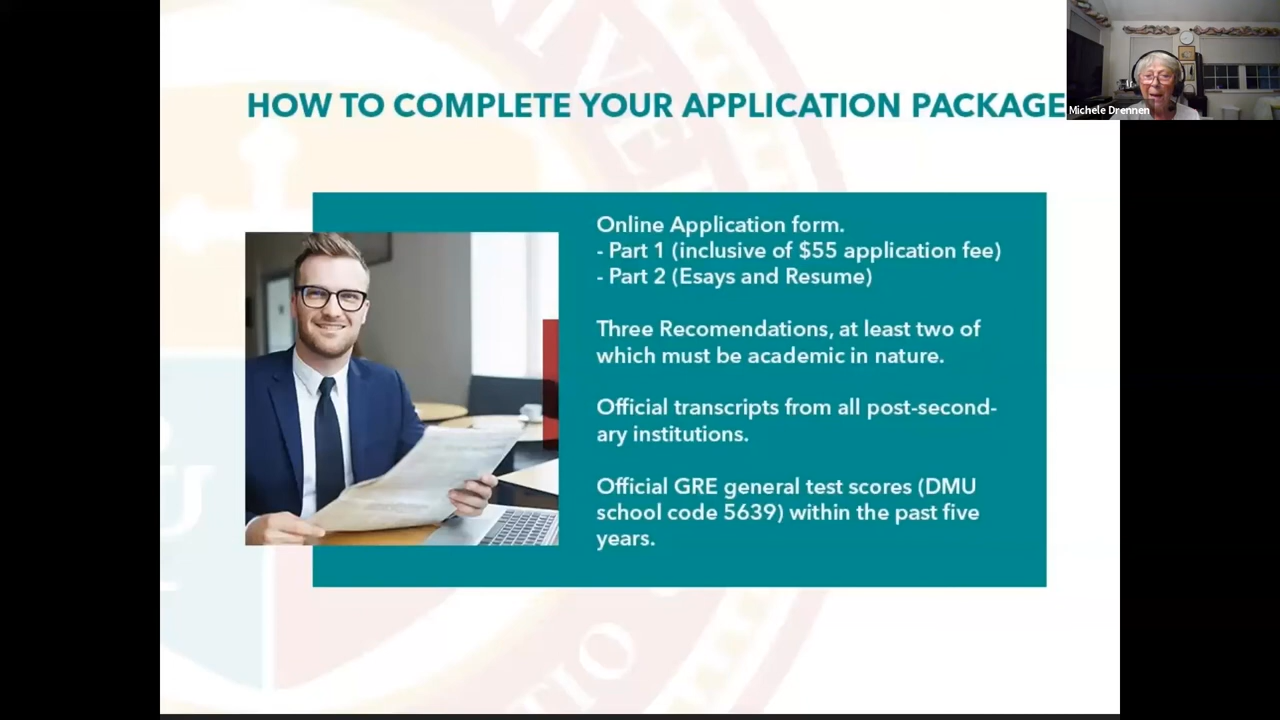 HOW TO COMPLETE YOUR APPLICATION PACKAGE
Michele Drennen
Online Application form.
- Part 1 (inclusive of $55 application fee)
- Part 2 (Esays and Resume)
Three Recomendations, at least two of
which must be academic in nature.
Official transcripts from all post-second-
ary institutions.
Official GRE general test scores (DMU
school code 5639) within the past five
years.